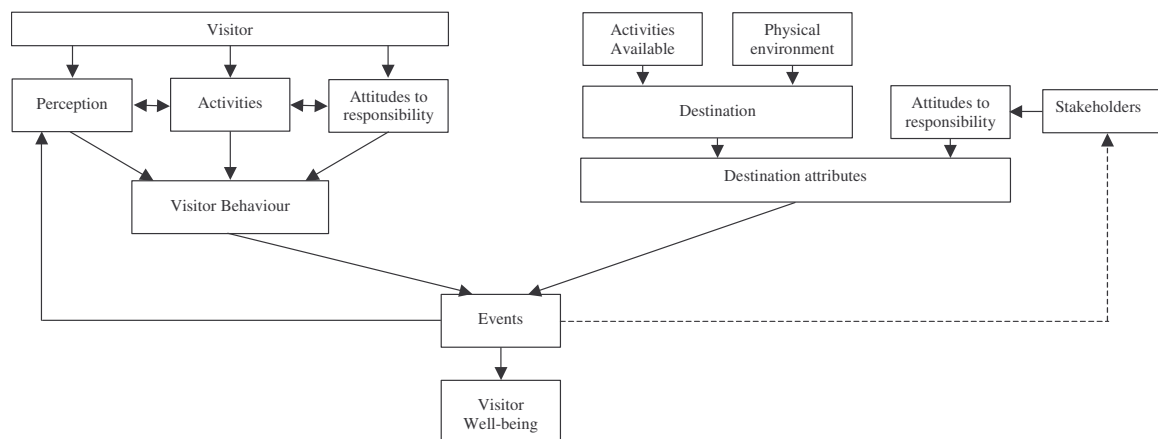 Visitor
Activities
Available
Physical
environment
Perception
Activities
Attitudes to
responsibility
Destination
Attitudes to
responsibility
Stakeholders
Destination attributes
Visitor Behaviour
Events
Visitor
Well-being